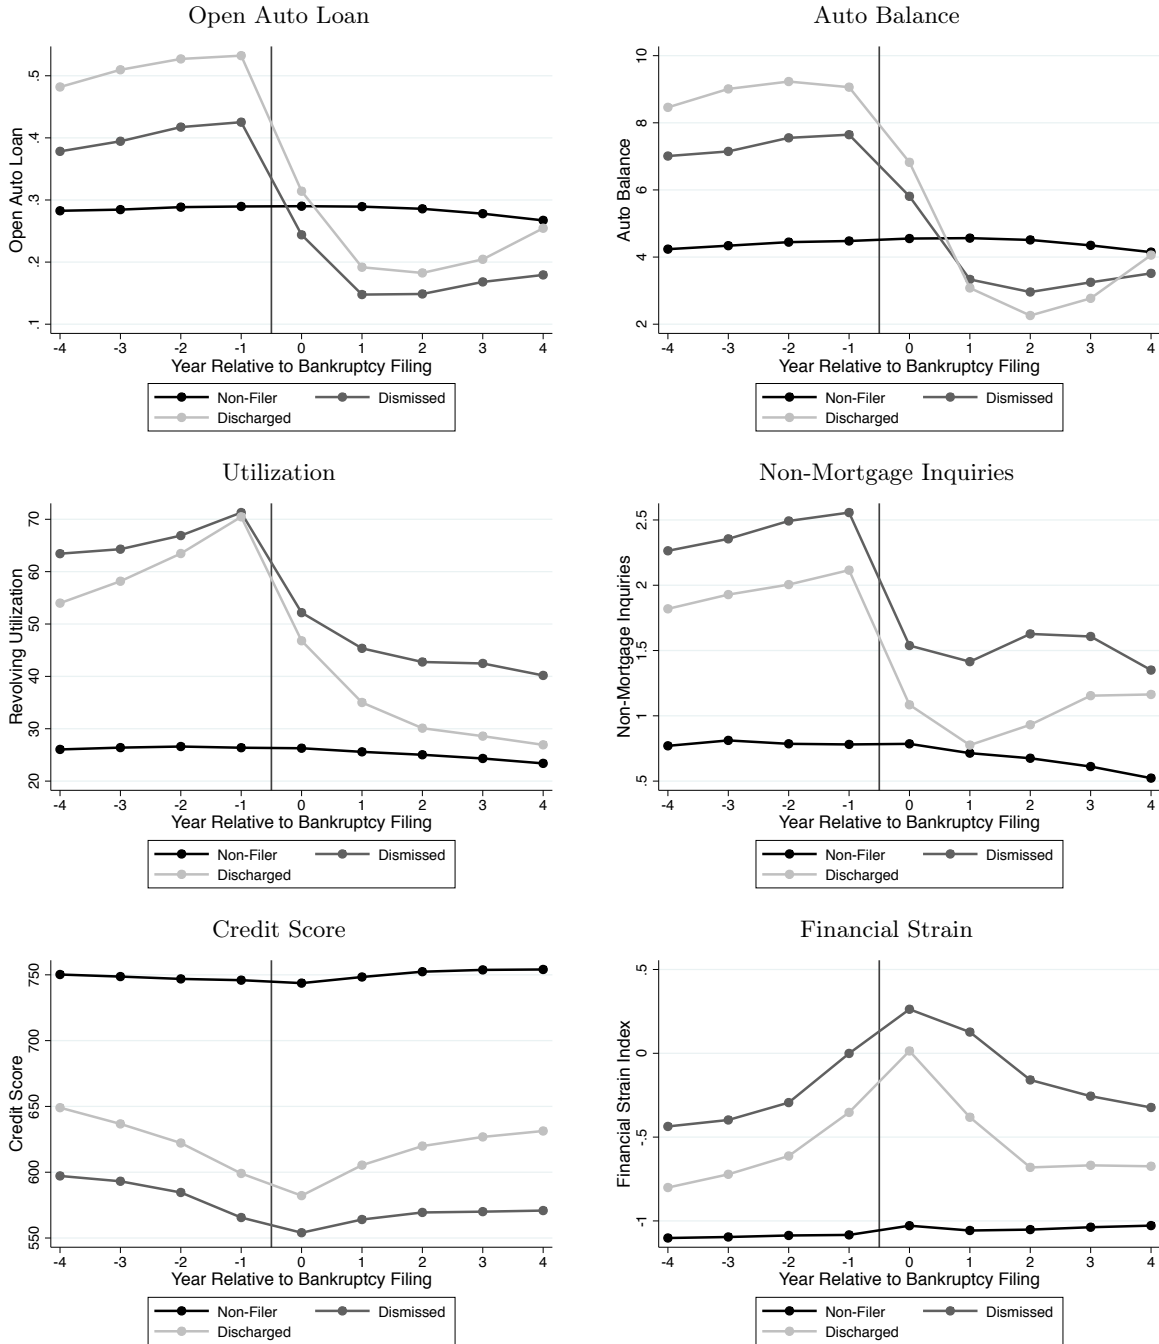 Open Auto Loan
Open Auto Loan
.5
.4
.3
.2
.1
-4 -3 -2 -1 0 1 2 3 4
Year Relative to Bankruptcy Filing
Non-Filer Dismissed
Discharged
Auto Balance
Auto Balance
10
8
6
4
2
-4 -3 -2 -1 0 1 2 3 4
Year Relative to Bankruptcy Filing
Non-Filer Dismissed
Discharged
Utilization
Revolving Utilization
70
60
50
40
30
20
-4 -3 -2 -1 0 1 2 3 4
Year Relative to Bankruptcy Filing
Non-Filer Dismissed
Discharged
Non-Mortgage Inquiries
Non-Mortgage Inquiries
2.5
2
1.5
1
.5
-4 -3 -2 -1 0 1 2 3 4
Year Relative to Bankruptcy Filing
Non-Filer Dismissed
Discharged
Credit Score
Credit Score
750
700
650
600
550
-4 -3 -2 -1 0 1 2 3 4
Year Relative to Bankruptcy Filing
Non-Filer Dismissed
Discharged
Financial Strain
Financial Strain Index
.5
0
-.5
-1
-4 -3 -2 -1 0 1 2 3 4
Year Relative to Bankruptcy Filing
Non-Filer Dismissed
Discharged